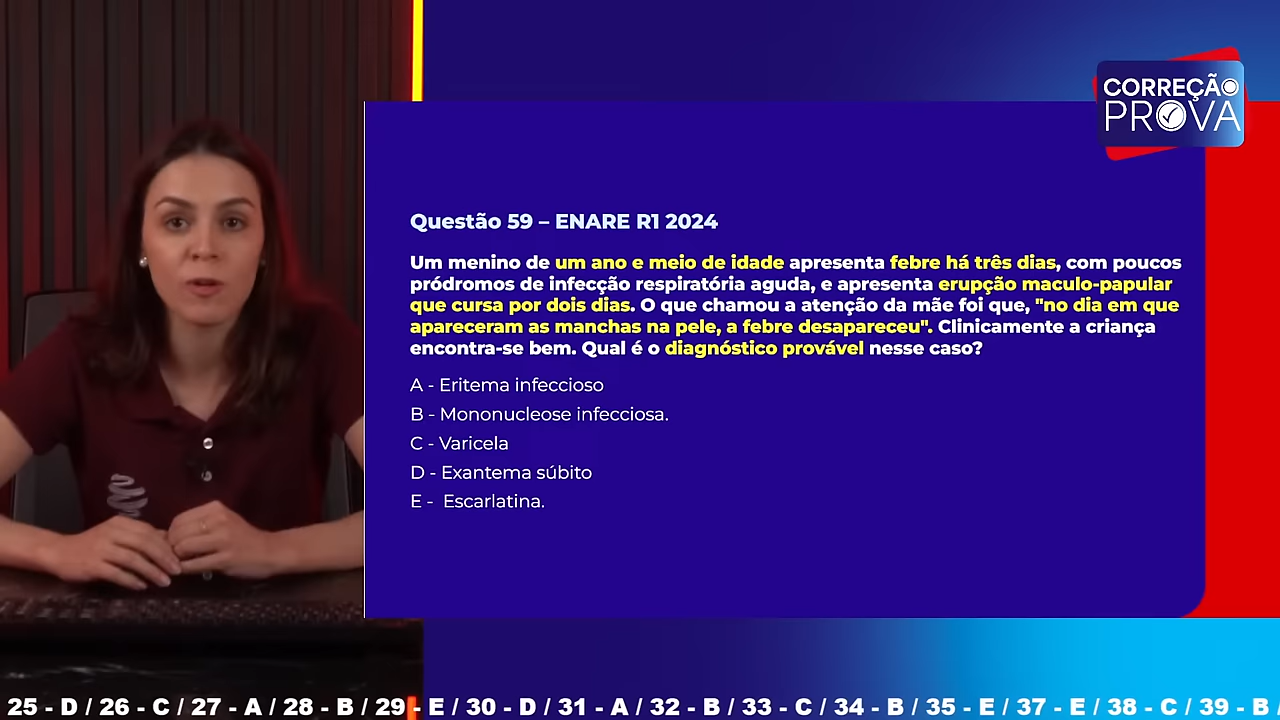 CORREÇÃO
PROVA
Questão 59 – ENARE R1 2024
Um menino de um ano e meio de idade apresenta febre há três dias, com poucos
pródromos de infecção respiratória aguda, e apresenta erupção maculo-papular
que cursa por dois dias. O que chamou a atenção da mãe foi que, "no dia em que
apareceram as manchas na pele, a febre desapareceu". Clinicamente a criança
encontra-se bem. Qual é o diagnóstico provável nesse caso?
A - Eritema infeccioso
B - Mononucleose infecciosa.
C - Varicela
D - Exantema súbito
E - Escarlatina.
25 - D / 26 - C / 27 - A / 28 - B / 29 - E / 30 - D / 31 - A / 32 - B / 33 - C / 34 - B / 35 - E / 37 - E / 38 - C / 39 - B /